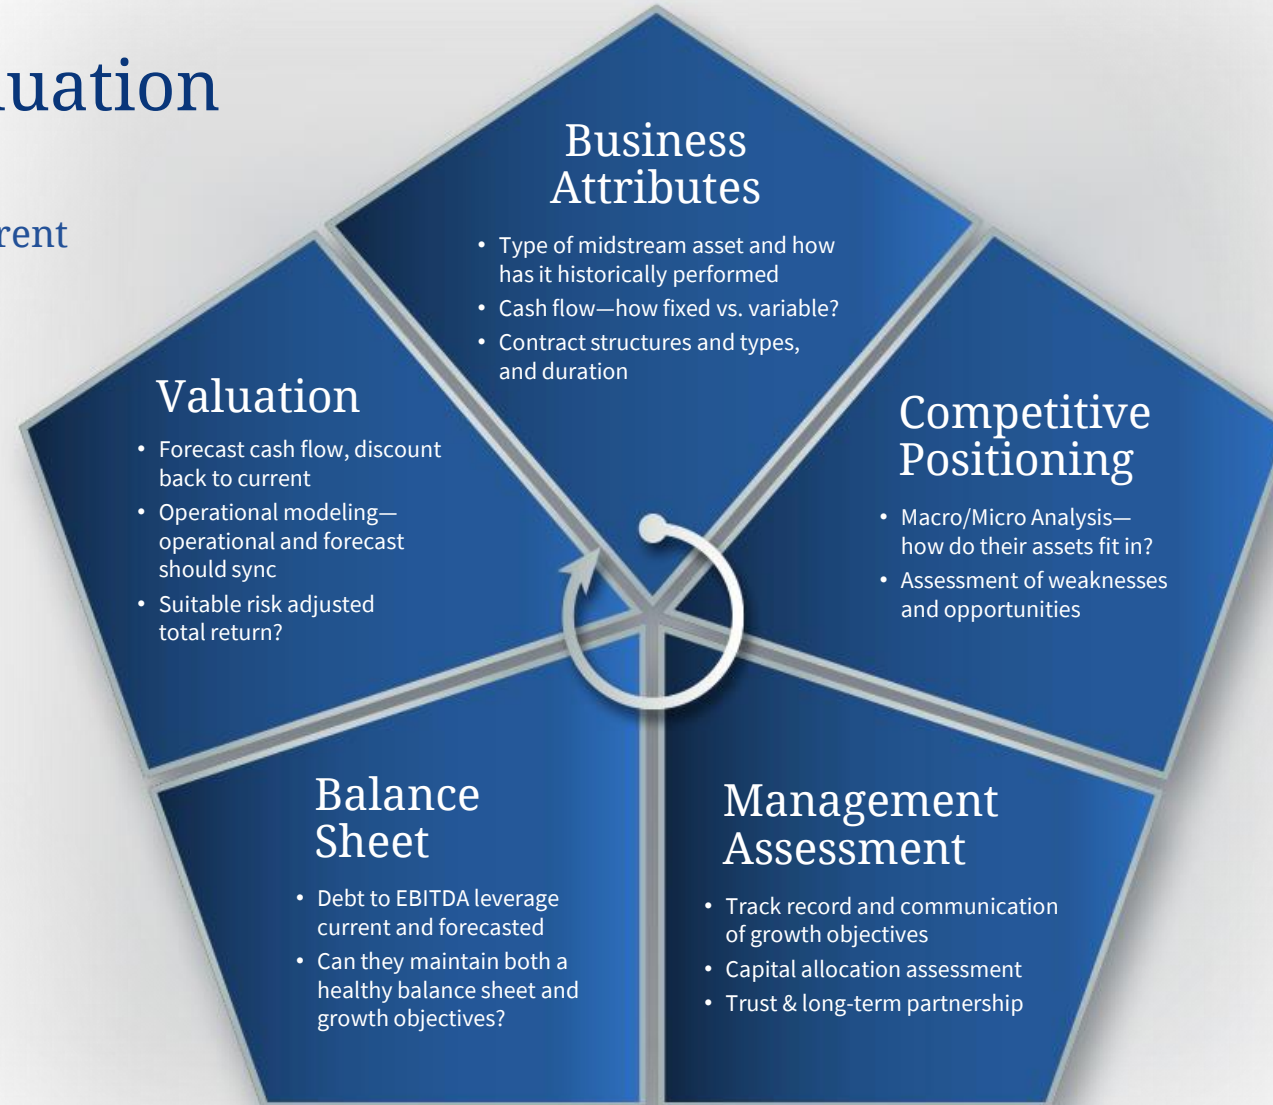 luation
rent
Business
Attributes
• Type of midstream asset and how
has it historically performed
• Cash flow—how fixed vs. variable?
• Contract structures and types,
and duration
Competitive
Positioning
• Macro/Micro Analysis—
how do their assets fit in?
• Assessment of weaknesses
and opportunities
Management
Assessment
• Track record and communication
of growth objectives
• Capital allocation assessment
• Trust & long-term partnership
Balance
Sheet
• Debt to EBITDA leverage
current and forecasted
• Can they maintain both a
healthy balance sheet and
growth objectives?
Valuation
• Forecast cash flow, discount
back to current
• Operational modeling—
operational and forecast
should sync
• Suitable risk adjusted
total return?